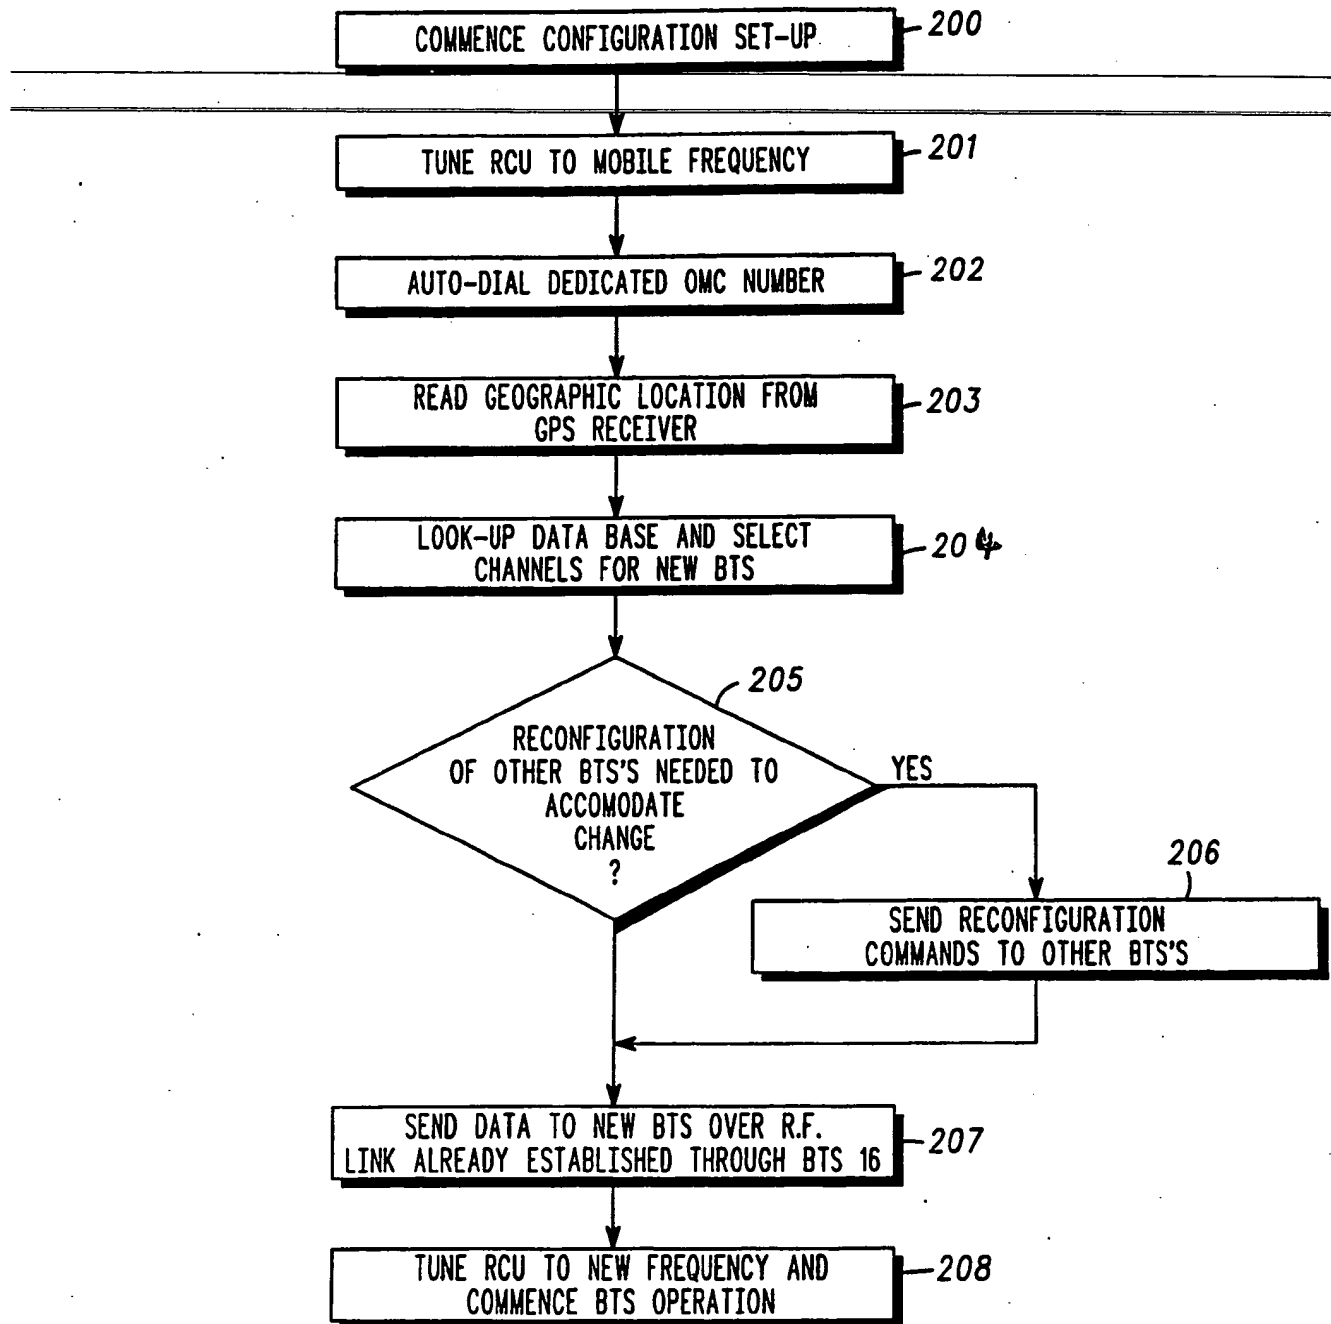 COMMENCE CONFIGURATION SET-UP
200
TUNE RCU TO MOBILE FREQUENCY
201
AUTO-DIAL DEDICATED OMC NUMBER
202
READ GEOGRAPHIC LOCATION FROM
GPS RECEIVER
203
LOOK-UP DATA BASE AND SELECT
CHANNELS FOR NEW BTS
204
205
RECONFIGURATION
OF OTHER BTS'S NEEDED TO
ACCOMODATE
CHANGE
?
YES
206
SEND RECONFIGURATION
COMMANDS TO OTHER BTS'S
SEND DATA TO NEW BTS OVER R.F.
LINK ALREADY ESTABLISHED THROUGH BTS 16
207
TUNE RCU TO NEW FREQUENCY AND
COMMENCE BTS OPERATION
208